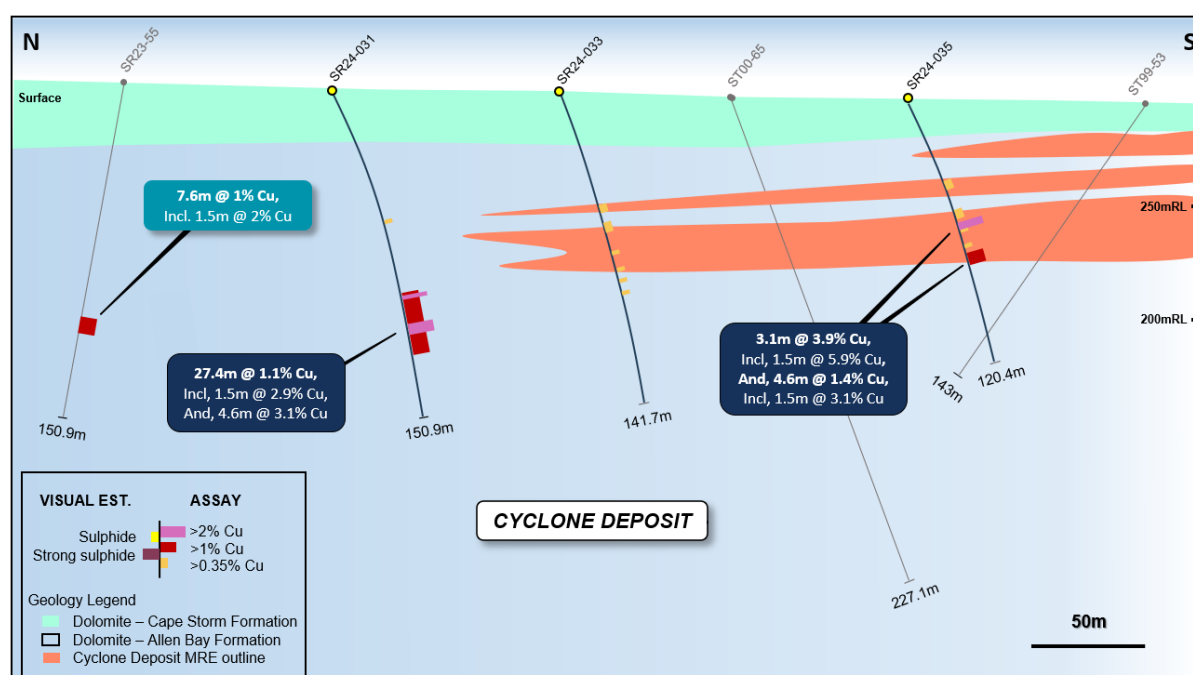 N
S
SR23-55
SR24-031
SR24-033
ST00-65
SR24-035
ST99-53
Surface
7.6m @ 1% Cu,
Incl. 1.5m @ 2% Cu
250mRL
200mRL
27.4m @ 1.1% Cu,
Incl, 1.5m @ 2.9% Cu,
And, 4.6m @ 3.1% Cu
3.1m @ 3.9% Cu,
Incl, 1.5m @ 5.9% Cu,
And, 4.6m @ 1.4% Cu,
Incl, 1.5m @ 3.1% Cu
150.9m
150.9m
141.7m
143m
120.4m
227.1m
CYCLONE DEPOSIT
VISUAL EST.
ASSAY
Sulphide
Strong sulphide
>2% Cu
>1% Cu
>0.35% Cu
Geology Legend
Dolomite – Cape Storm Formation
Dolomite – Allen Bay Formation
Cyclone Deposit MRE outline
50m